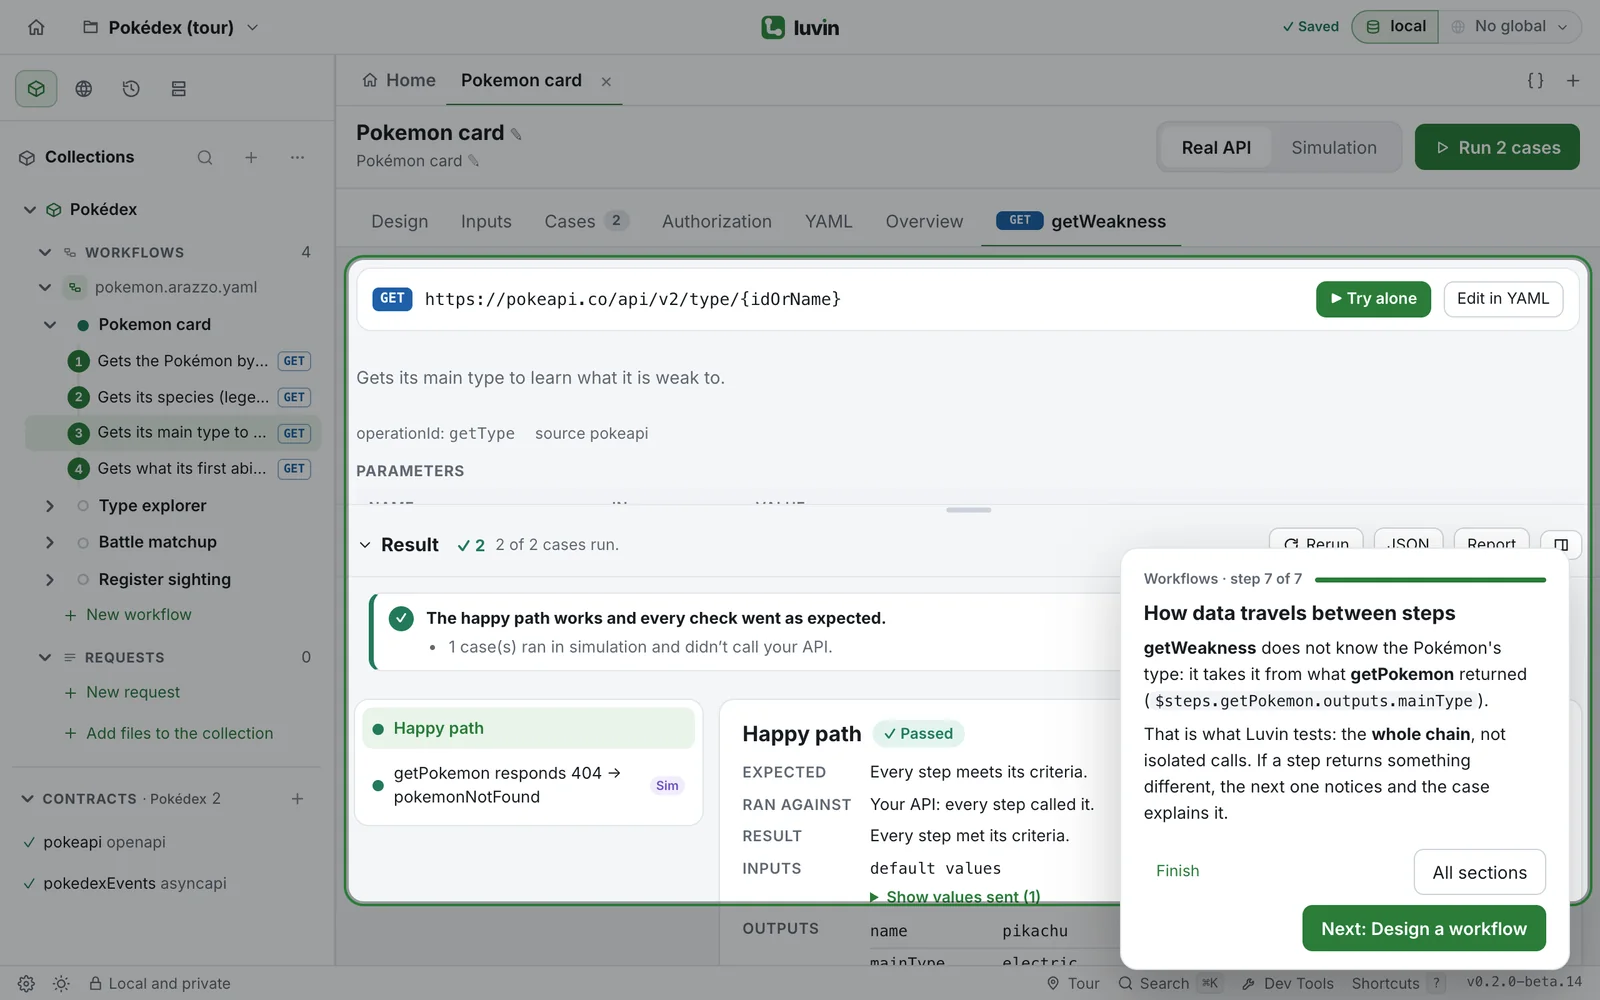 Pokédex (tour)
luvin
Saved
local
No global
Home
Pokemon card
Collections
Pokemon card
Pokémon card
Real API
Simulation
Run 2 cases
Pokédex
WORKFLOWS 4
pokemon.arazzo.yaml
Pokemon card
1 Gets the Pokémon by... GET
2 Gets its species (lege... GET
3 Gets its main type to ... GET
4 Gets what its first abi... GET
Type explorer
Battle matchup
Register sighting
+ New workflow
REQUESTS 0
+ New request
+ Add files to the collection
CONTRACTS · Pokédex 2
pokeapi openapi
pokedexEvents asyncapi
Design Inputs Cases 2 Authorization YAML Overview GET getWeakness
GET https://pokeapi.co/api/v2/type/{idOrName}
Try alone
Edit in YAML
Gets its main type to learn what it is weak to.
operationId: getType source pokeapi
PARAMETERS
NAME IN VALUE
Result 2 2 of 2 cases run.
Rerun JSON Report
The happy path works and every check went as expected.
• 1 case(s) ran in simulation and didn’t call your API.
Happy path
getPokemon responds 404 →
pokemonNotFound
Sim
Happy path Passed
EXPECTED Every step meets its criteria.
RAN AGAINST Your API: every step called it.
RESULT Every step met its criteria.
INPUTS default values
Show values sent (1)
OUTPUTS name pikachu
mainType electric
Workflows · step 7 of 7
How data travels between steps
getWeakness does not know the Pokémon's
type: it takes it from what getPokemon returned
( $steps.getPokemon.outputs.mainType ).
That is what Luvin tests: the whole chain, not
isolated calls. If a step returns something
different, the next one notices and the case
explains it.
Finish
All sections
Next: Design a workflow
Local and private
Tour
Search ⌘K
Dev Tools
Shortcuts ?
v0.2.0-beta.14